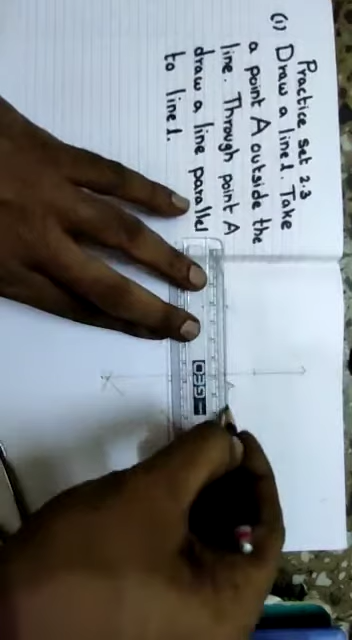 Practice set 2.3
(1) Draw a line l. Take
a point A outside the
line. Through point A
draw a line parallel
to line l.
GEO